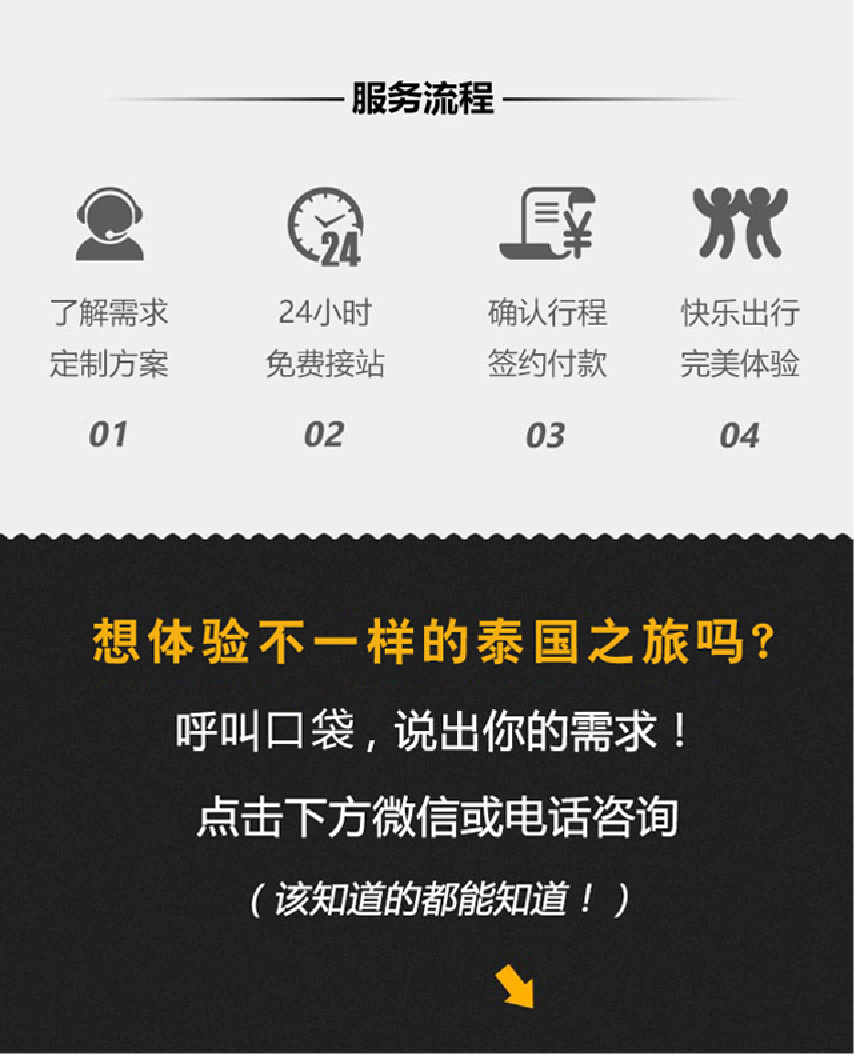 服务流程
24
¥
了解需求
定制方案
01
24小时
免费接站
02
确认行程
签约付款
03
快乐出行
完美体验
04
想体验不一样的泰国之旅吗?
呼叫口袋,说出你的需求!
点击下方微信或电话咨询
(该知道的都能知道!)